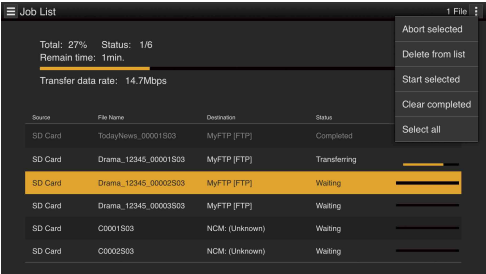 Job List
1 File
Abort selected
Delete from list
Start selected
Clear completed
Select all
Total: 27% Status: 1/6
Remain time: 1min.
Transfer data rate: 14.7Mbps
Source File Name Destination Status
SD Card TodayNews_00001S03 MyFTP [FTP] Completed
SD Card Drama_12345_00001S03 MyFTP [FTP] Transferring
SD Card Drama_12345_00002S03 MyFTP [FTP] Waiting
SD Card Drama_12345_00003S03 MyFTP [FTP] Waiting
SD Card C0001S03 NCM: (Unknown) Waiting
SD Card C0002S03 NCM: (Unknown) Waiting